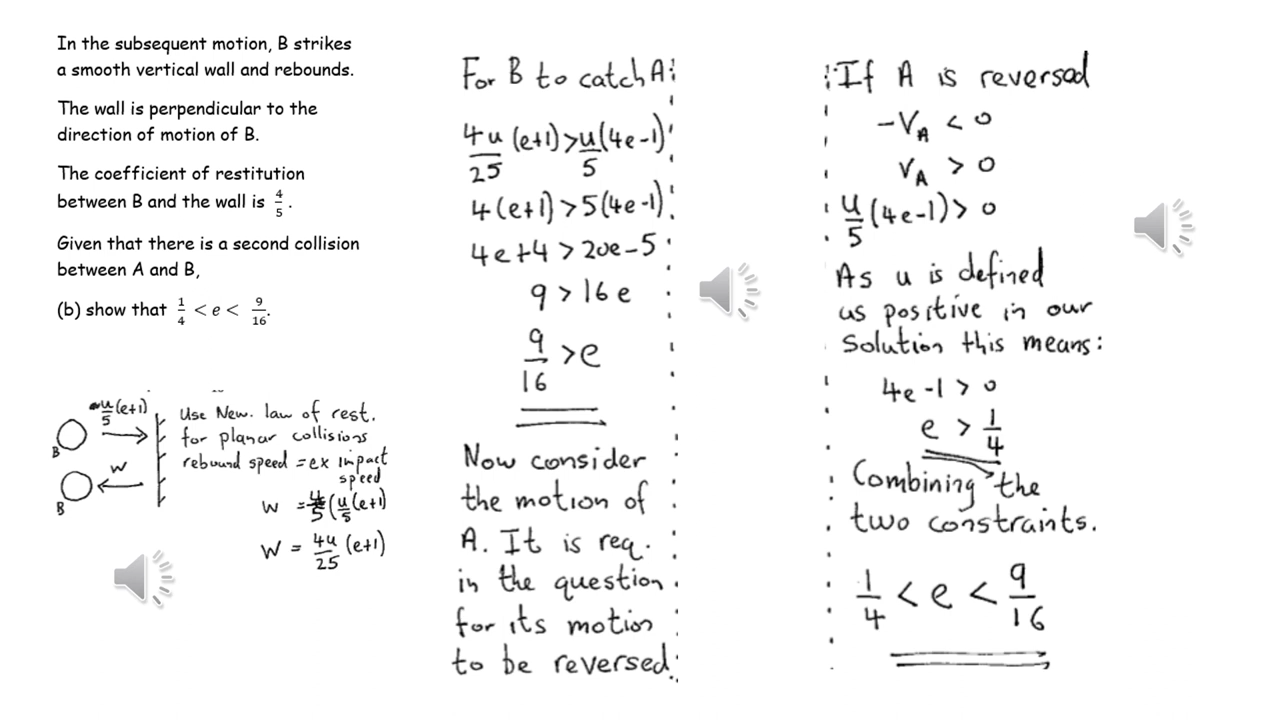 In the subsequent motion, B strikes
a smooth vertical wall and rebounds.
The wall is perpendicular to the
direction of motion of B.
The coefficient of restitution
between B and the wall is 4/5 .
Given that there is a second collision
between A and B,
(b) show that 1/4 < e < 9/16.
u/5 (e+1)
B
w
B
Use New. law of rest.
for planar collisions
rebound speed = e x impact
speed
w = 4/5 (u/5 (e+1)
W = 4u/25 (e+1)
For B to catch A:
4u/25 (e+1) > u/5 (4e-1)
4(e+1) > 5(4e-1)
4e+4 > 20e-5
9 > 16e
9/16 > e
Now consider
the motion of
A. It is req.
in the question
for its motion
to be reversed.
If A is reversed
-VA < 0
VA > 0
u/5 (4e-1) > 0
As u is defined
as positive in our
solution this means:
4e-1 > 0
e > 1/4
Combining the
two constraints.
1/4 < e < 9/16